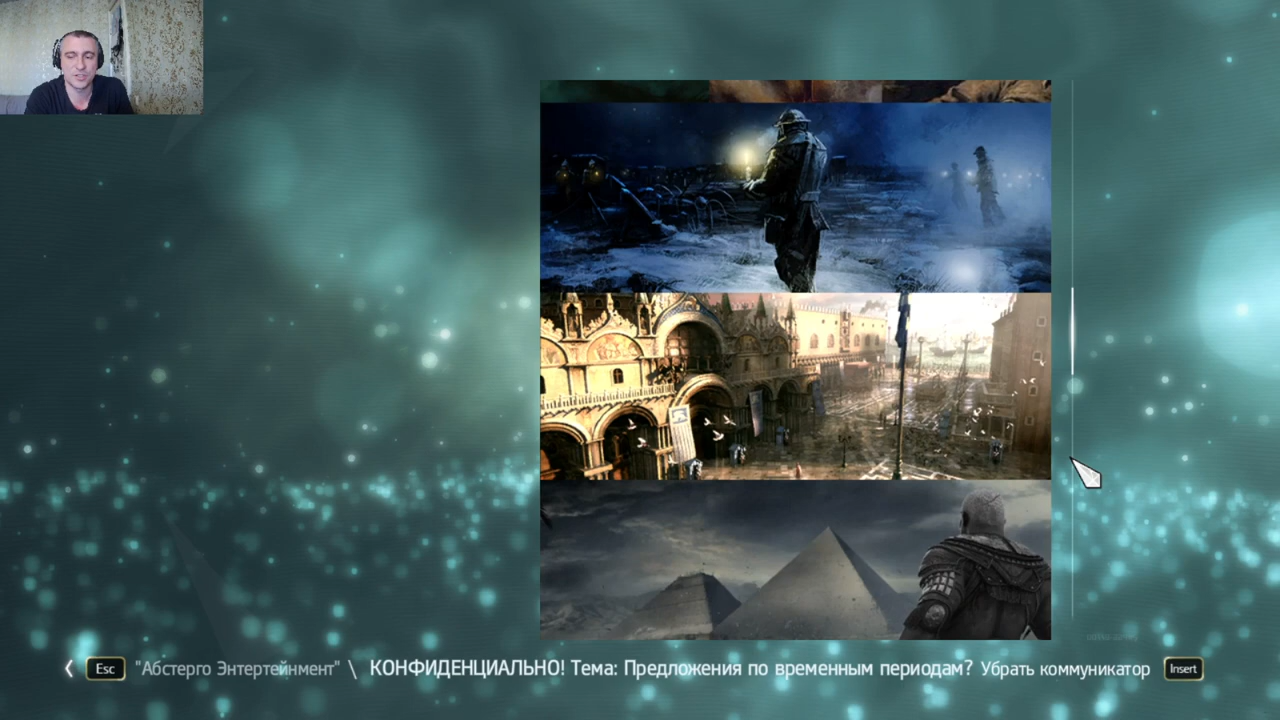 Esc "Абстерго Энтертейнмент" \ КОНФИДЕНЦИАЛЬНО! Тема: Предложения по временным периодам? Убрать коммуникатор Insert